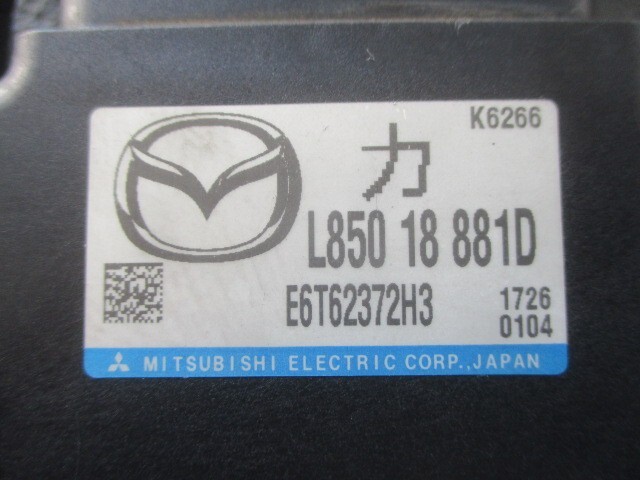 K6266
カ
L850 18 881D
E6T62372H3
1726
0104
MITSUBISHI ELECTRIC CORP.,JAPAN